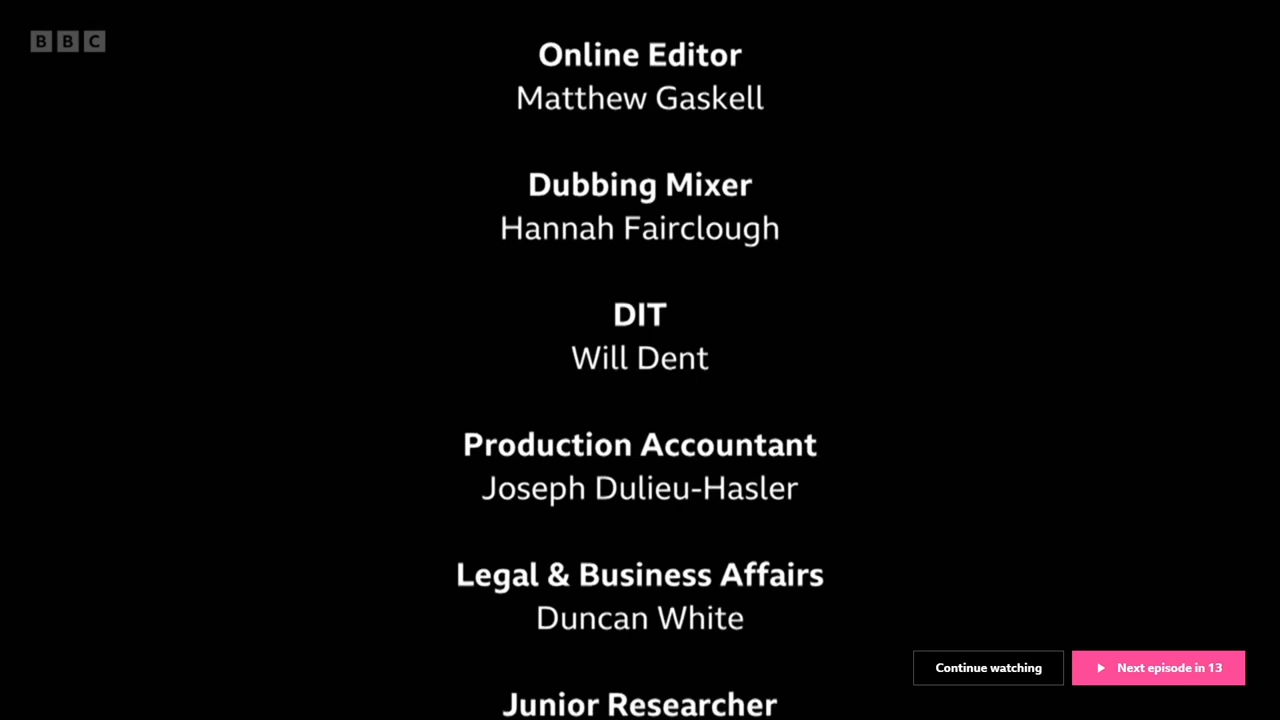 BBC
Online Editor
Matthew Gaskell
Dubbing Mixer
Hannah Fairclough
DIT
Will Dent
Production Accountant
Joseph Dulieu-Hasler
Legal & Business Affairs
Duncan White
Continue watching
Next episode in 13
Junior Researcher